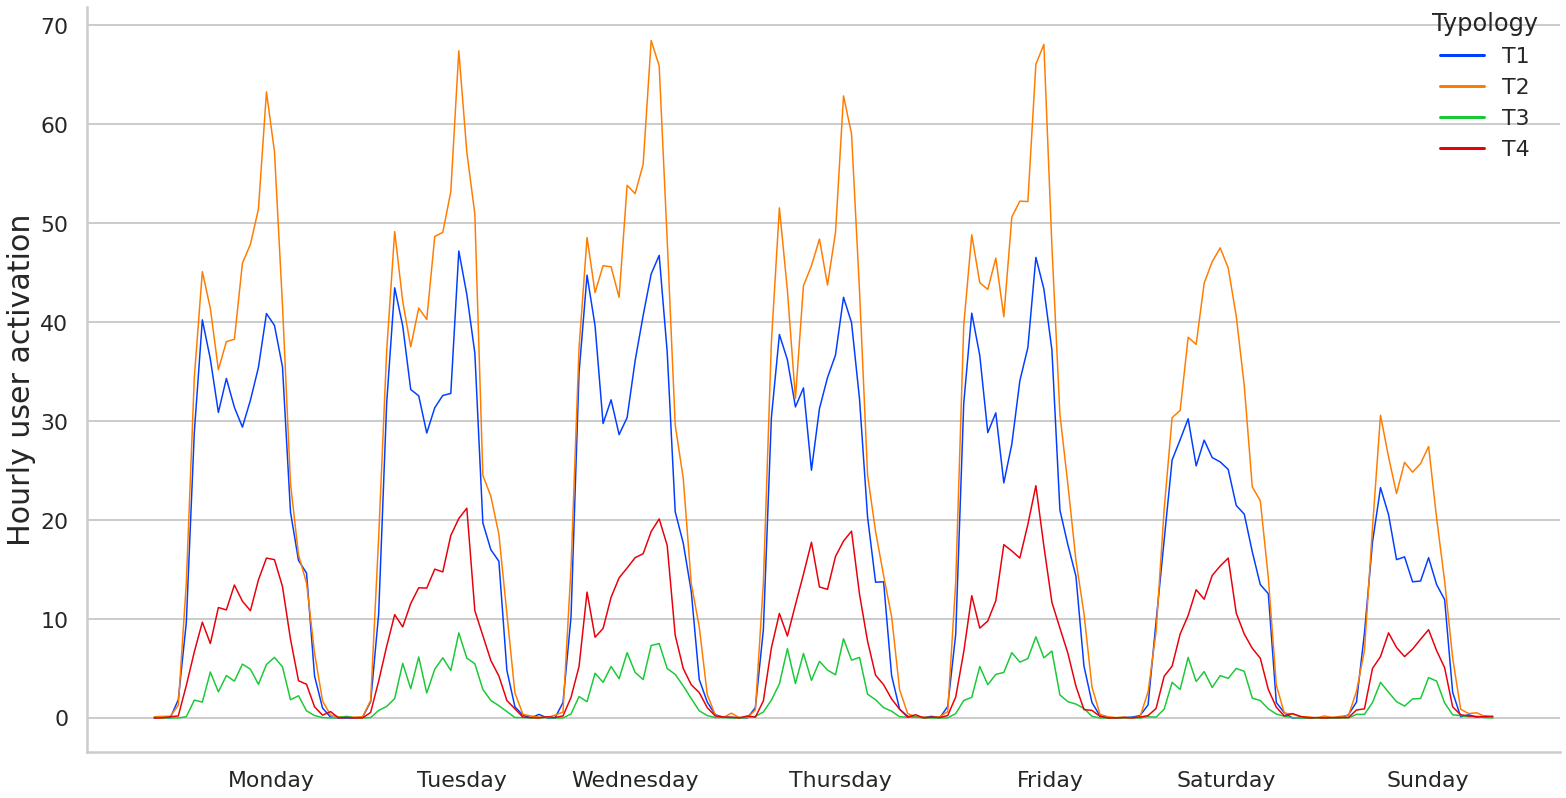 Hourly user activation
70
60
50
40
30
20
10
0
Typology
T1
T2
T3
T4
Monday Tuesday Wednesday Thursday Friday Saturday Sunday